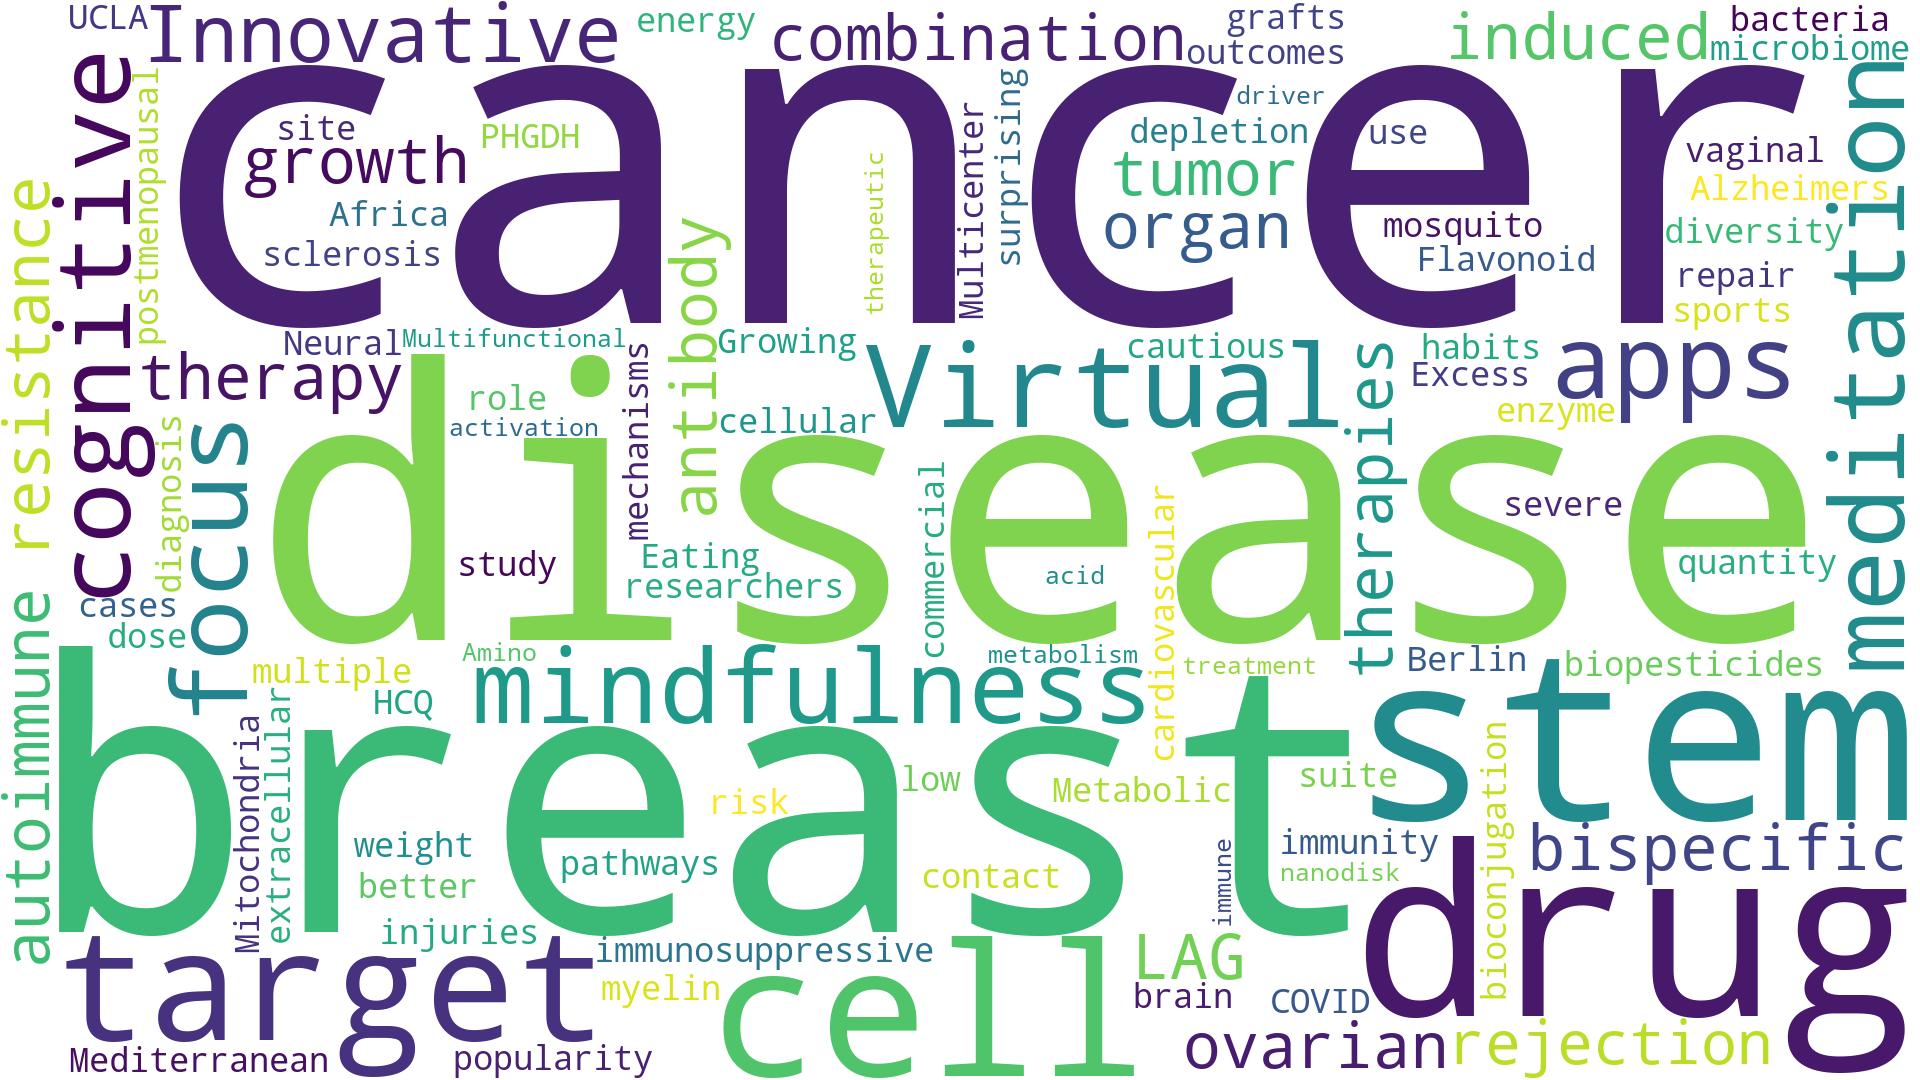 UCLA
Innovative
energy
combination
grafts
outcomes
induced
bacteria
microbiome
cancer
cognitive
postmenopausal
site
growth
PHGDH
Africa
sclerosis
therapeutic
Multicenter
surprising
driver
depletion
use
tumor
organ
mosquito
Flavonoid
vaginal
Alzheimers
diversity
repair
sports
meditation
resistance
Neural
Multifunctional
therapy
mechanisms
antibody
Growing
Virtual
cautious
therapies
habits
Excess
apps
enzyme
role
activation
cellular
disease
diagnosis
focus
study
Eating
researchers
commercial
acid
cardiovascular
severe
quantity
cases
dose
autoimmune
multiple
HCQ
Amino
mindfulness
metabolism
treatment
Berlin
biopesticides
stem
breast
Mitochondria
extracellular
weight
better
injuries
risk
pathways
low
Metabolic
contact
suite
immunity
nanodisk
immune
bioconjugation
bispecific
drug
target
immunosuppressive
myelin
cell
LAG
brain
COVID
ovarian
rejection
Mediterranean
popularity